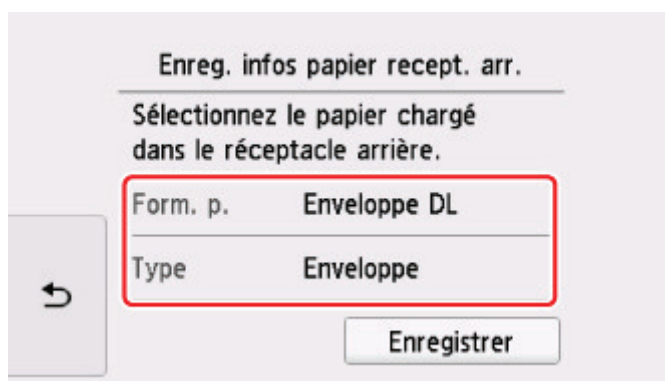 Enreg. infos papier recept. arr.
Sélectionnez le papier chargé
dans le réceptacle arrière.
Form. p. Enveloppe DL
Type Enveloppe
Enregistrer